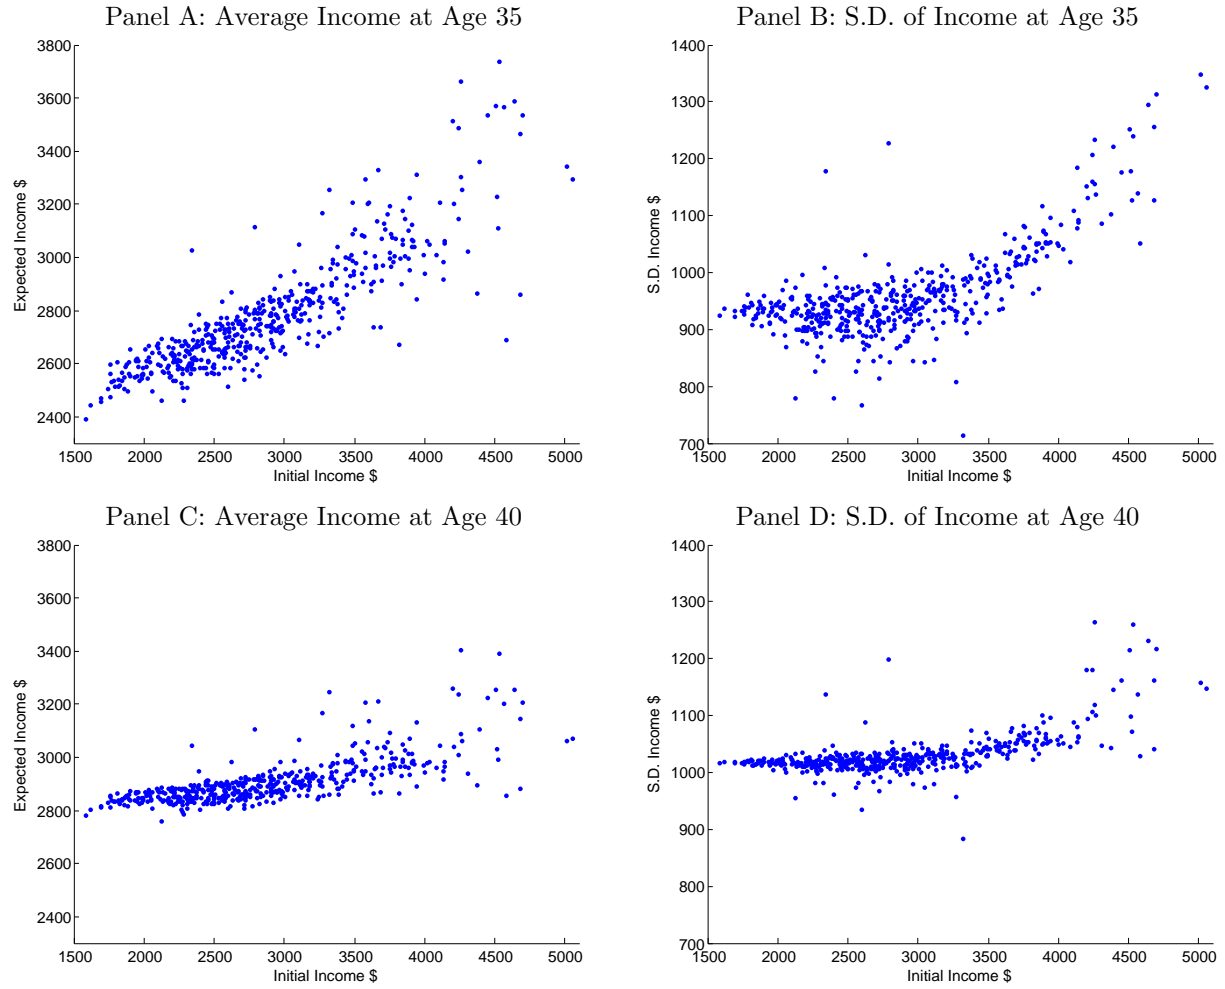 Panel A: Average Income at Age 35
3800
3600
3400
3200
3000
2800
2600
2400
Expected Income $
1500 2000 2500 3000 3500 4000 4500 5000
Initial Income $
Panel B: S.D. of Income at Age 35
1400
1300
1200
1100
1000
900
800
700
S.D. Income $
1500 2000 2500 3000 3500 4000 4500 5000
Initial Income $
Panel C: Average Income at Age 40
3800
3600
3400
3200
3000
2800
2600
2400
Expected Income $
1500 2000 2500 3000 3500 4000 4500 5000
Initial Income $
Panel D: S.D. of Income at Age 40
1400
1300
1200
1100
1000
900
800
700
S.D. Income $
1500 2000 2500 3000 3500 4000 4500 5000
Initial Income $